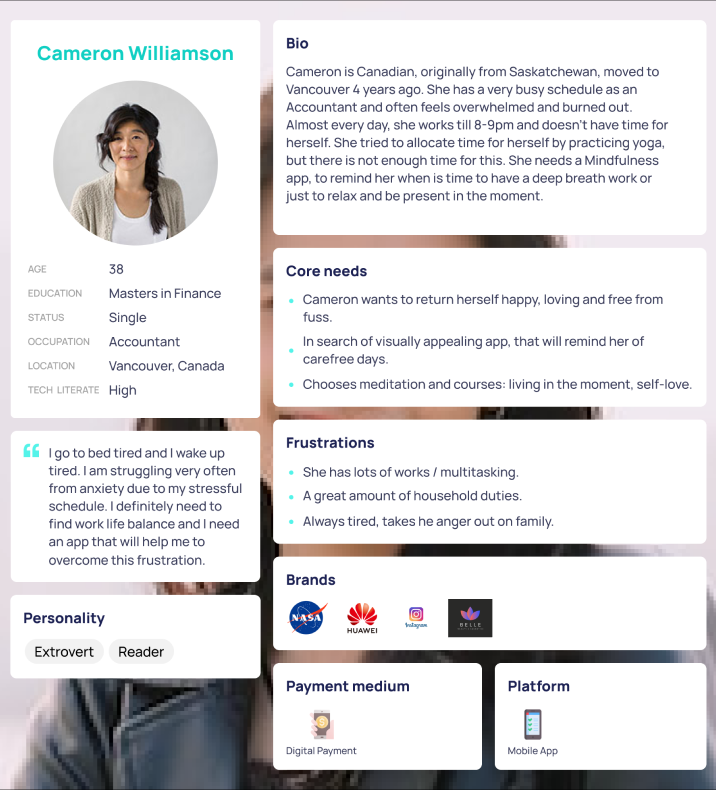 Cameron Williamson
AGE 38
EDUCATION Masters in Finance
STATUS Single
OCCUPATION Accountant
LOCATION Vancouver, Canada
TECH LITERATE High
I go to bed tired and I wake up
tired. I am struggling very often
from anxiety due to my stressful
schedule. I definitely need to
find work life balance and I need
an app that will help me to
overcome this frustration.
Personality
Extrovert Reader
Bio
Cameron is Canadian, originally from Saskatchewan, moved to
Vancouver 4 years ago. She has a very busy schedule as an
Accountant and often feels overwhelmed and burned out.
Almost every day, she works till 8-9pm and doesn't have time for
herself. She tried to allocate time for herself by practicing yoga,
but there is not enough time for this. She needs a Mindfulness
app, to remind her when is time to have a deep breath work or
just to relax and be present in the moment.
Core needs
Cameron wants to return herself happy, loving and free from
fuss.
In search of visually appealing app, that will remind her of
carefree days.
Chooses meditation and courses: living in the moment, self-love.
Frustrations
She has lots of works / multitasking.
A great amount of household duties.
Always tired, takes he anger out on family.
Brands
NASA
HUAWEI
Instagram
BELLE
Payment medium
Digital Payment
Platform
Mobile App